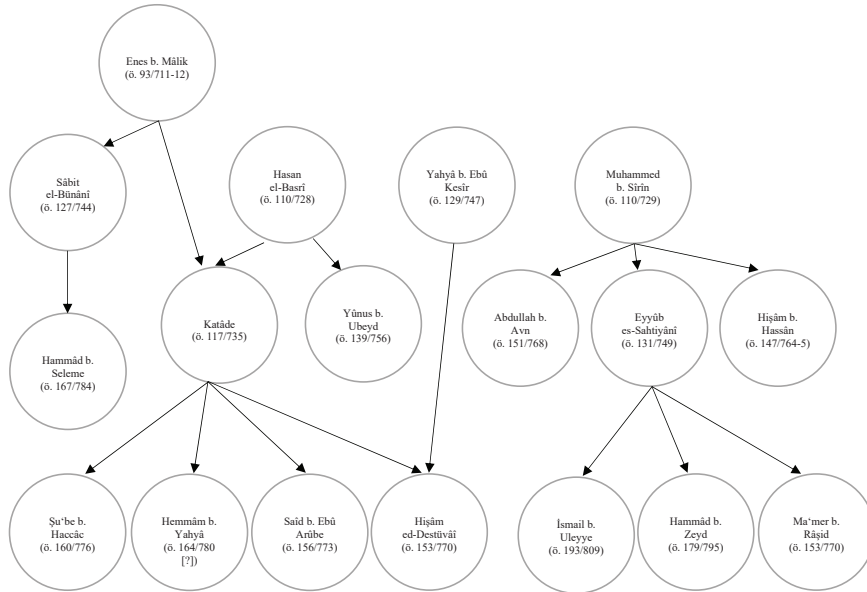 Enes b. Mâlik
(ö. 93/711-12)
Sâbit
el-Bünânî
(ö. 127/744)
Hasan
el-Basrî
(ö. 110/728)
Yahyâ b. Ebû
Kesîr
(ö. 129/747)
Muhammed
b. Sîrîn
(ö. 110/729)
Katâde
(ö. 117/735)
Yûnus b.
Ubeyd
(ö. 139/756)
Abdullah b.
Avn
(ö. 151/768)
Eyyûb
es-Sahtiyânî
(ö. 131/749)
Hişâm b.
Hassân
(ö. 147/764-5)
Hammâd b.
Seleme
(ö. 167/784)
Şu‘be b.
Haccâc
(ö. 160/776)
Hemmâm b.
Yahyâ
(ö. 164/780
[?])
Saîd b. Ebû
Arûbe
(ö. 156/773)
Hişâm
ed-Destüvâî
(ö. 153/770)
İsmail b.
Uleyye
(ö. 193/809)
Hammâd b.
Zeyd
(ö. 179/795)
Ma‘mer b.
Râşid
(ö. 153/770)